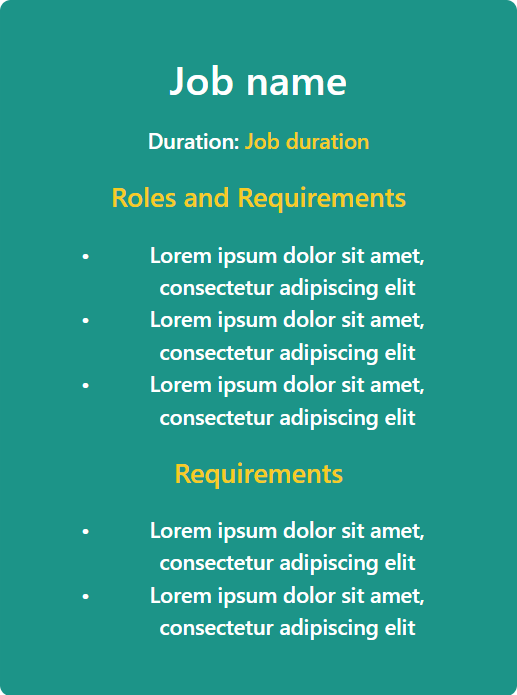 Job name
Duration: Job duration
Roles and Requirements
• Lorem ipsum dolor sit amet,
consectetur adipiscing elit
• Lorem ipsum dolor sit amet,
consectetur adipiscing elit
• Lorem ipsum dolor sit amet,
consectetur adipiscing elit
Requirements
• Lorem ipsum dolor sit amet,
consectetur adipiscing elit
• Lorem ipsum dolor sit amet,
consectetur adipiscing elit